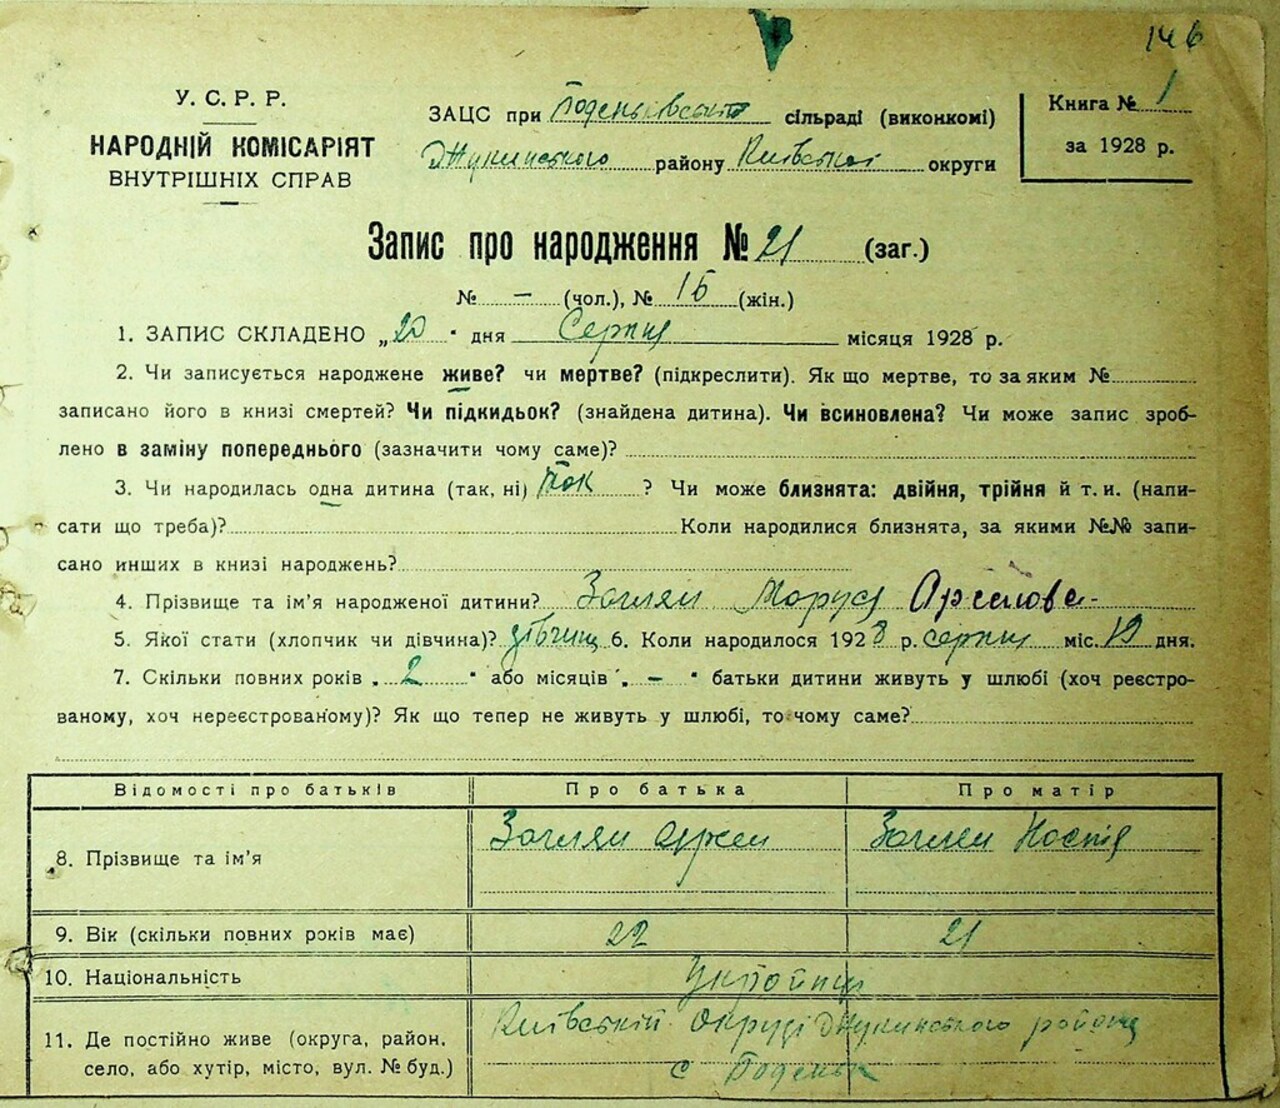 146
У. С. Р. Р.
НАРОДНІЙ КОМІСАРІЯТ
ВНУТРІШНІХ СПРАВ
ЗАЦС при сільраді (виконкомі)
району Київської округи
Книга № 1
за 1928 р.
Запис про народження № 21 (заг.)
№ — (чол.), № 16 (жін.)
1. ЗАПИС СКЛАДЕНО „20" дня Серпня місяця 1928 р.
2. Чи записується народжене живе? чи мертве? (підкреслити). Як що мертве, то за яким №
записано його в книзі смертей? Чи підкидьок? (знайдена дитина). Чи всиновлена? Чи може запис зроб-
лено в заміну попереднього (зазначити чому саме)?
3. Чи народилась одна дитина (так, ні) Так ? Чи може близнята: двійня, трійня й т. и. (напи-
сати що треба)? Коли народилися близнята, за якими №№ запи-
сано инших в книзі народжень?
4. Прізвище та ім'я народженої дитини? Маруся
5. Якої стати (хлопчик чи дівчина)? дівчина 6. Коли народилося 1928 р. серпня міс. 19 дня.
7. Скільки повних років „ 2 " або місяців „ — " батьки дитини живуть у шлюбі (хоч реєстро-
ваному, хоч нереєстрованому)? Як що тепер не живуть у шлюбі, то чому саме?
Відомості про батьків Про батька Про матір
8. Прізвище та ім'я
9. Вік (скільки повних років має) 22 21
10. Національність Українці
11. Де постійно живе (округа, район, Київській Округі району
село, або хутір, місто, вул. № буд.) с